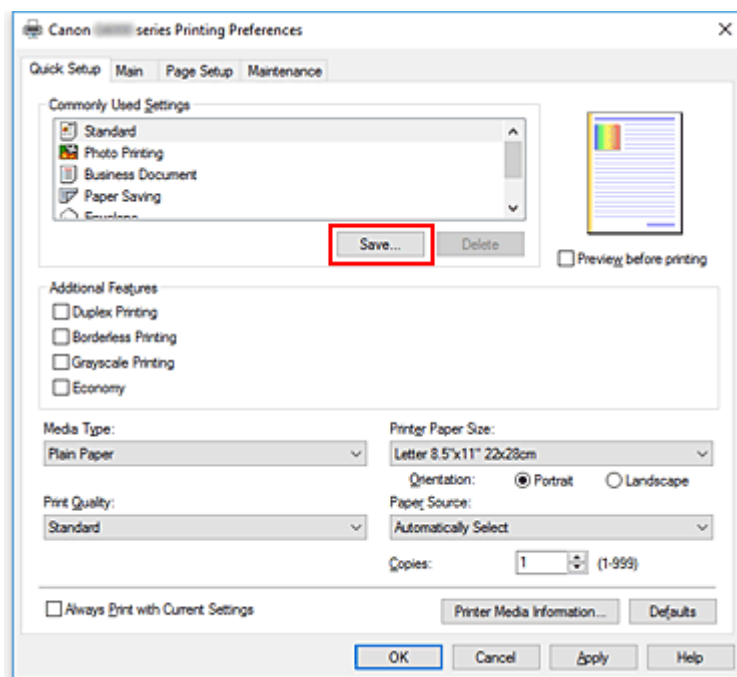 Canon series Printing Preferences
Quick Setup Main Page Setup Maintenance
Commonly Used Settings
Standard
Photo Printing
Business Document
Paper Saving
Envelope
Save... Delete
Preview before printing
Additional Features
Duplex Printing
Borderless Printing
Grayscale Printing
Economy
Media Type:
Plain Paper
Printer Paper Size:
Letter 8.5"x11" 22x28cm
Orientation: Portrait Landscape
Print Quality:
Standard
Paper Source:
Automatically Select
Copies: 1 (1-999)
Always Print with Current Settings
Printer Media Information... Defaults
OK Cancel Apply Help